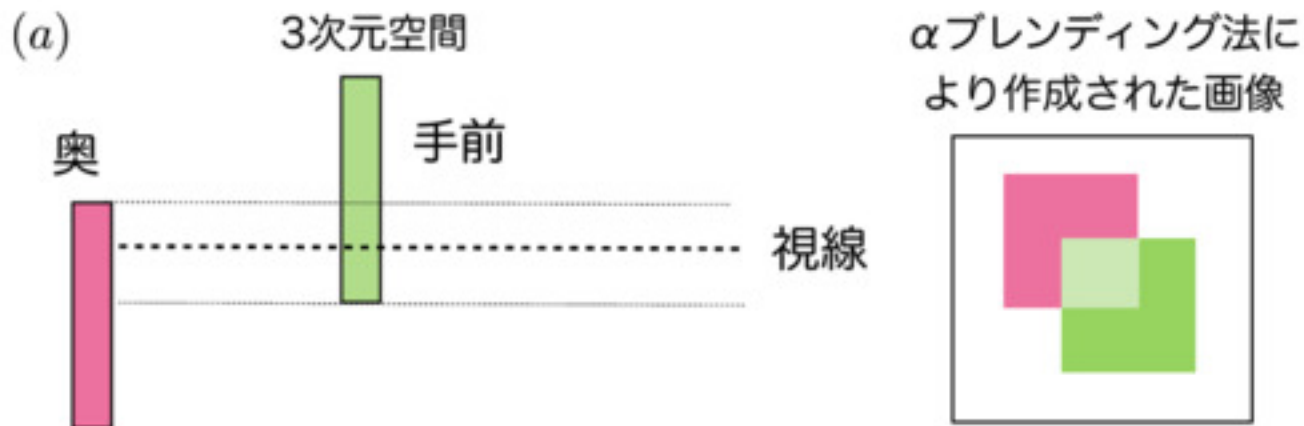 (a)
3次元空間
奥
手前
視線
αブレンディング法に
より作成された画像